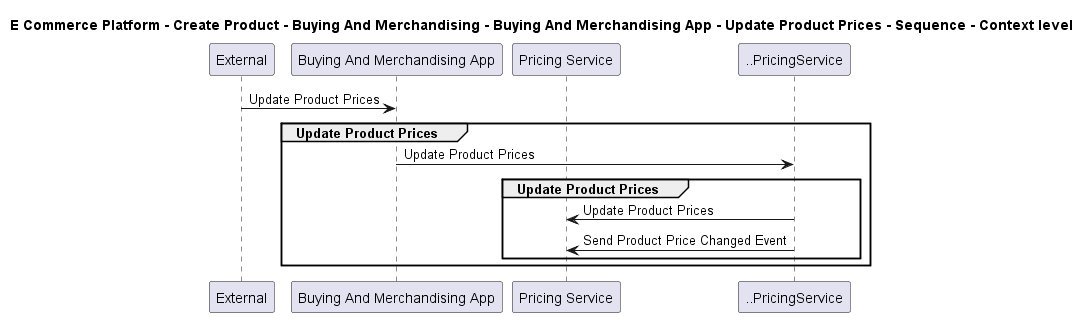 E Commerce Platform - Create Product - Buying And Merchandising - Buying And Merchandising App - Update Product Prices - Sequence - Context level
External Buying And Merchandising App Pricing Service ..PricingService
Update Product Prices
Update Product Prices
Update Product Prices
Update Product Prices
Update Product Prices
Send Product Price Changed Event
External Buying And Merchandising App Pricing Service ..PricingService